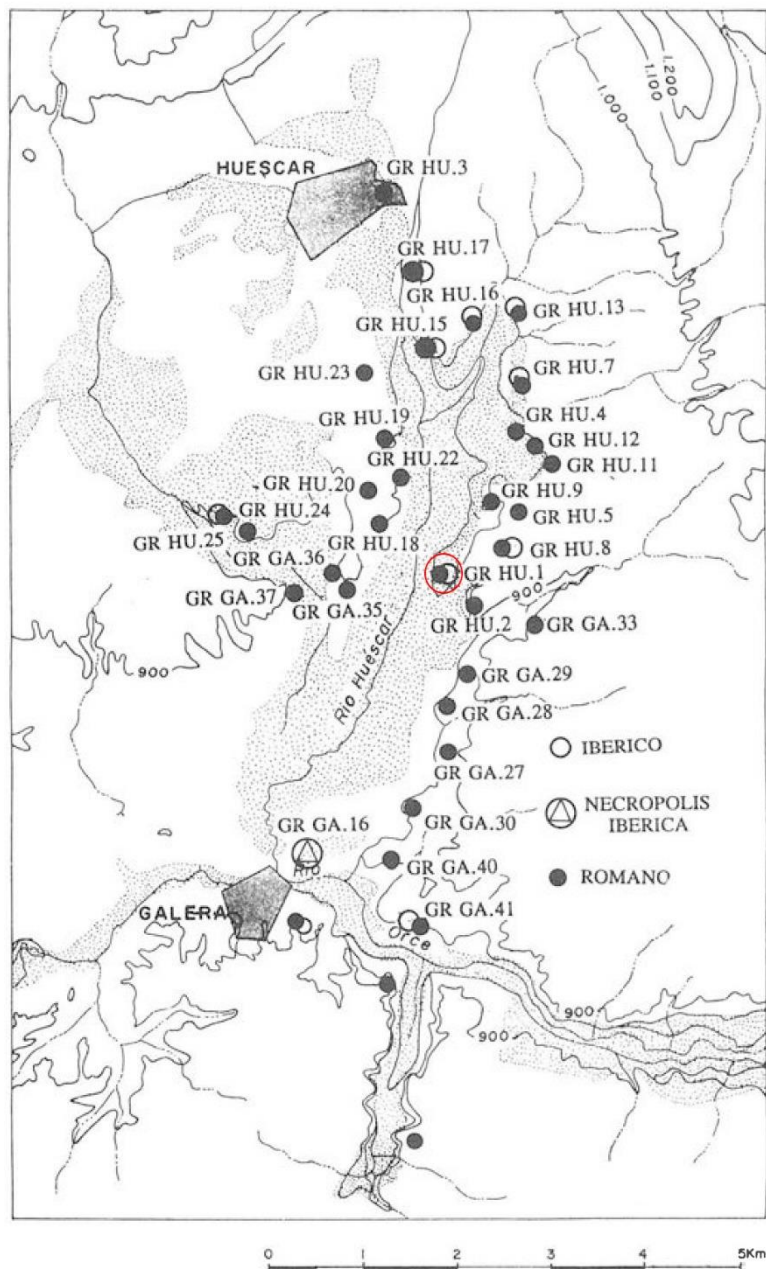 1.200
1.100
1.000
HUESCAR
GR HU.3
GR HU.17
GR HU.16
GR HU.13
GR HU.15
GR HU.23
GR HU.7
GR HU.19
GR HU.4
GR HU.12
GR HU.22
GR HU.11
GR HU.20
GR HU.9
GR HU.24
GR HU.5
GR HU.25
GR HU.18
GR HU.8
GR GA.36
GR HU.1
900
GR GA.37
GR GA.35
GR HU.2
GR GA.33
900
Rio Huéscar
GR GA.29
GR GA.28
IBERICO
GR GA.27
NECROPOLIS
IBERICA
GR GA.16
GR GA.30
Rio
GR GA.40
ROMANO
GALERA
GR GA.41
Orce
900
900
0 1 2 3 4 5Km